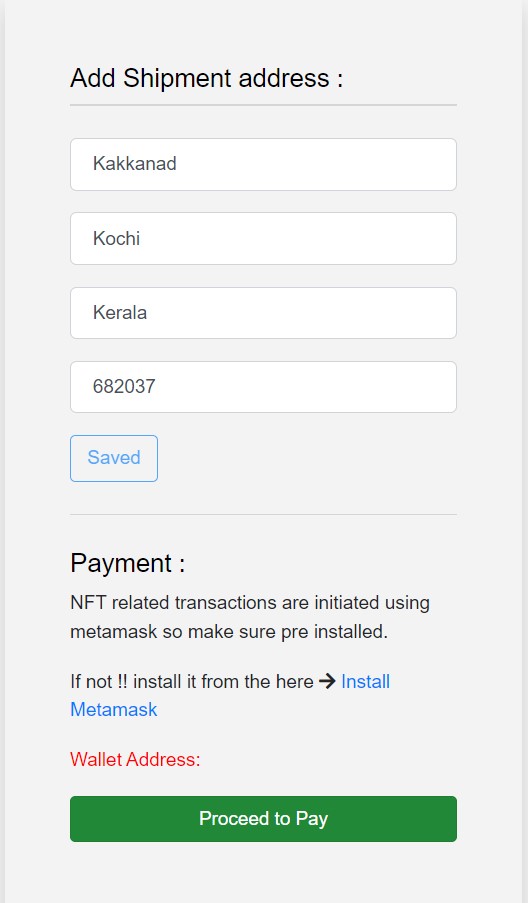 Add Shipment address :
Kakkanad
Kochi
Kerala
682037
Saved
Payment :
NFT related transactions are initiated using
metamask so make sure pre installed.
If not !! install it from the here → Install
Metamask
Wallet Address:
Proceed to Pay